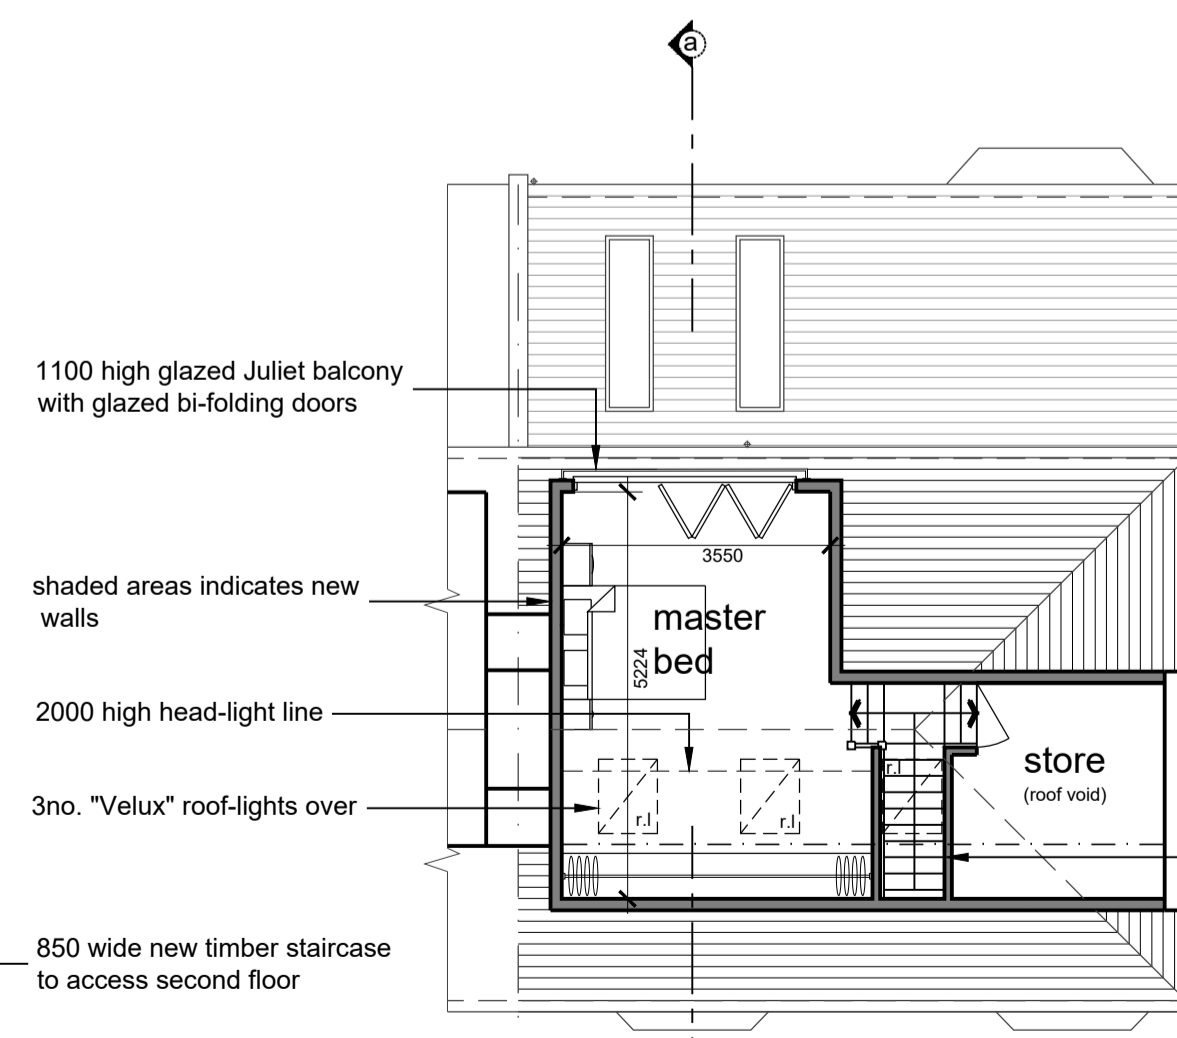 a
1100 high glazed Juliet balcony
with glazed bi-folding doors
3550
shaded areas indicates new
walls
master
bed
5224
2000 high head-light line
store
(roof void)
r.l
3no. "Velux" roof-lights over
r.l
r.l
850 wide new timber staircase
to access second floor